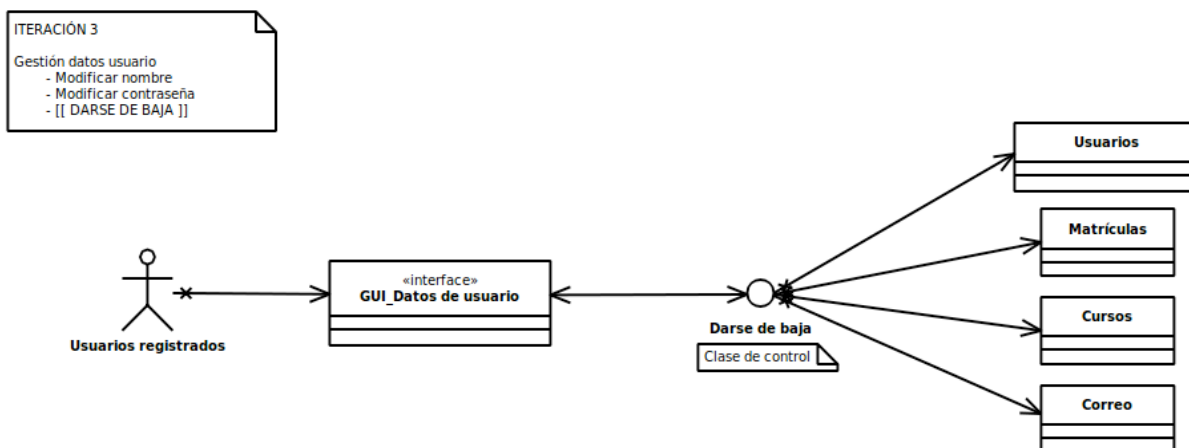 ITERACIÓN 3
Gestión datos usuario
- Modificar nombre
- Modificar contraseña
- [[ DARSE DE BAJA ]]
Usuarios registrados
«interface»
GUI_Datos de usuario
Darse de baja
Clase de control
Usuarios
Matrículas
Cursos
Correo